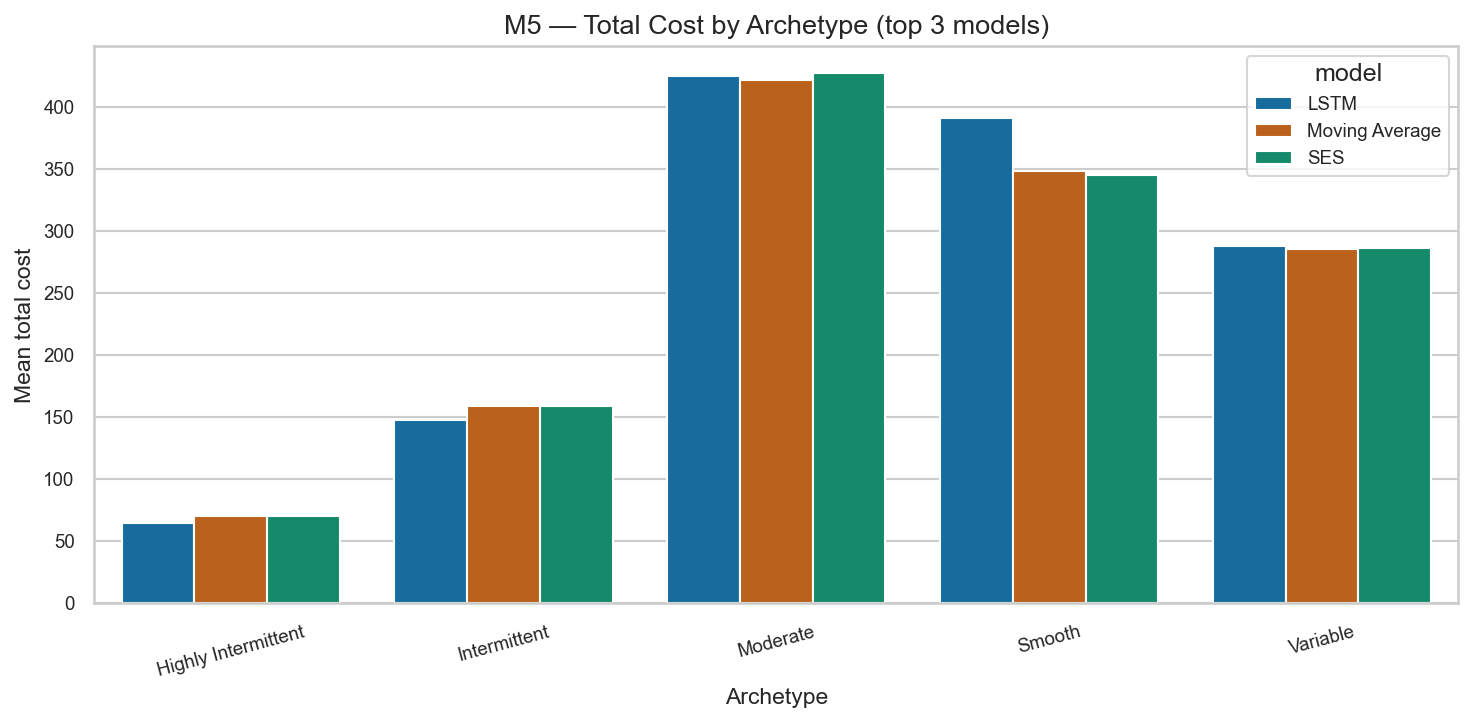 M5 — Total Cost by Archetype (top 3 models)
model
LSTM
Moving Average
SES
Mean total cost
400
350
300
250
200
150
100
50
0
Highly Intermittent
Intermittent
Moderate
Smooth
Variable
Archetype